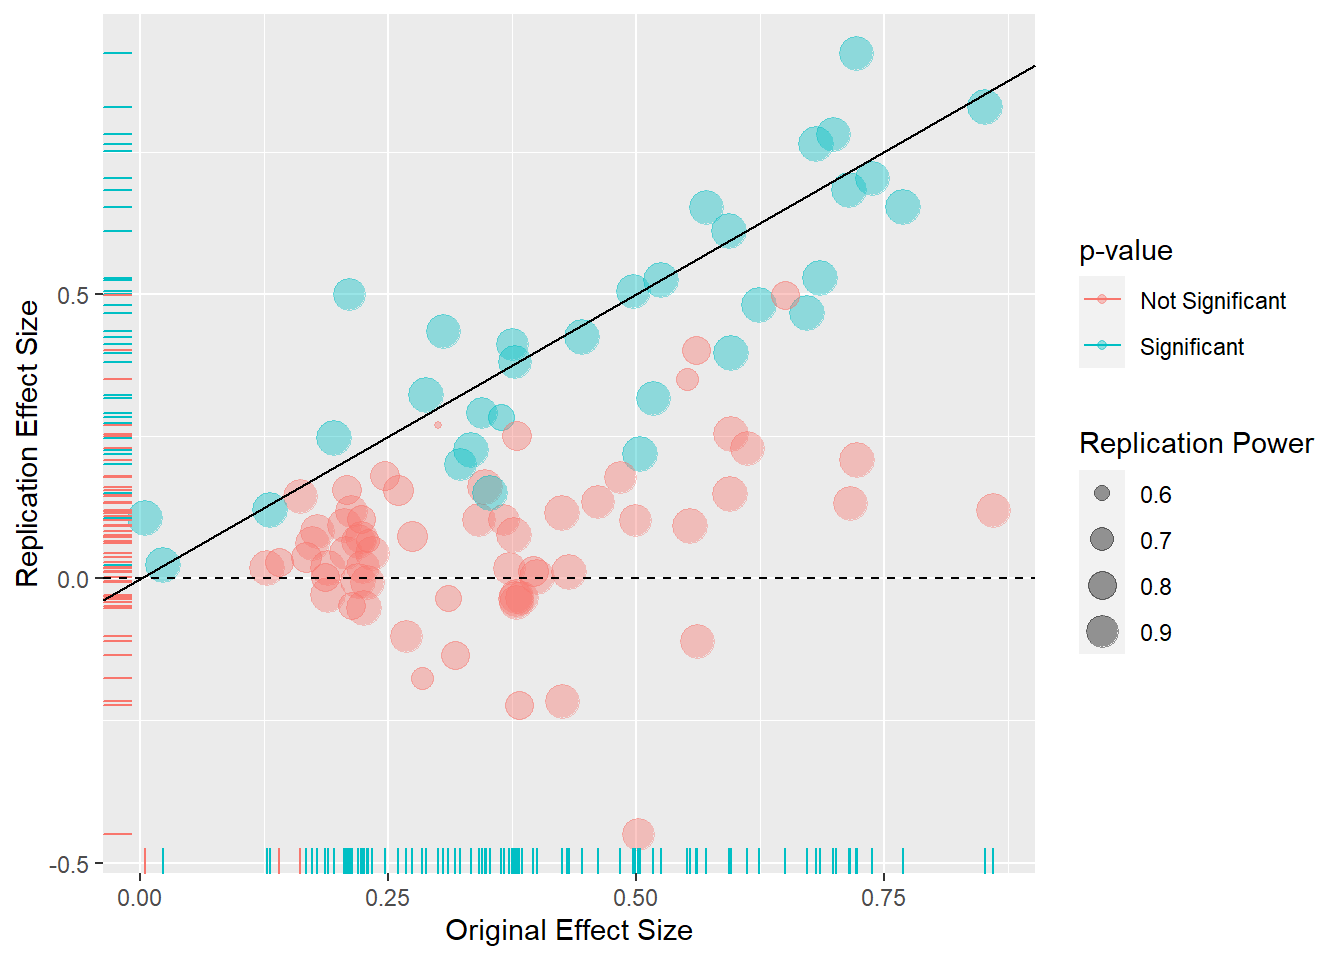 Replication Effect Size
0.5
0.0
-0.5
0.00
0.25
0.50
0.75
Original Effect Size
p-value
Not Significant
Significant
Replication Power
0.6
0.7
0.8
0.9